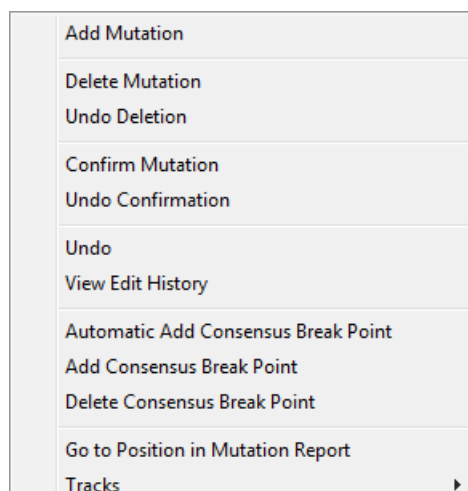 Add Mutation
Delete Mutation
Undo Deletion
Confirm Mutation
Undo Confirmation
Undo
View Edit History
Automatic Add Consensus Break Point
Add Consensus Break Point
Delete Consensus Break Point
Go to Position in Mutation Report
Tracks